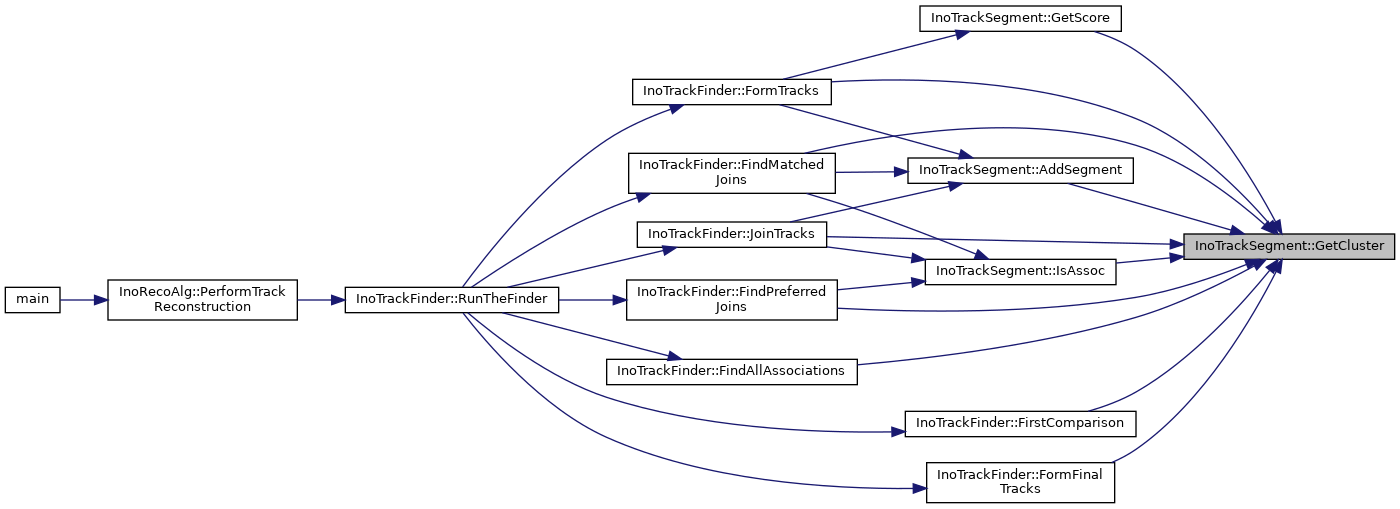 InoTrackSegment::GetScore
InoTrackFinder::FormTracks
InoTrackFinder::FindMatched
Joins
InoTrackSegment::AddSegment
InoTrackFinder::JoinTracks
InoTrackSegment::GetCluster
InoTrackSegment::IsAssoc
main
InoRecoAlg::PerformTrack
Reconstruction
InoTrackFinder::RunTheFinder
InoTrackFinder::FindPreferred
Joins
InoTrackFinder::FindAllAssociations
InoTrackFinder::FirstComparison
InoTrackFinder::FormFinal
Tracks